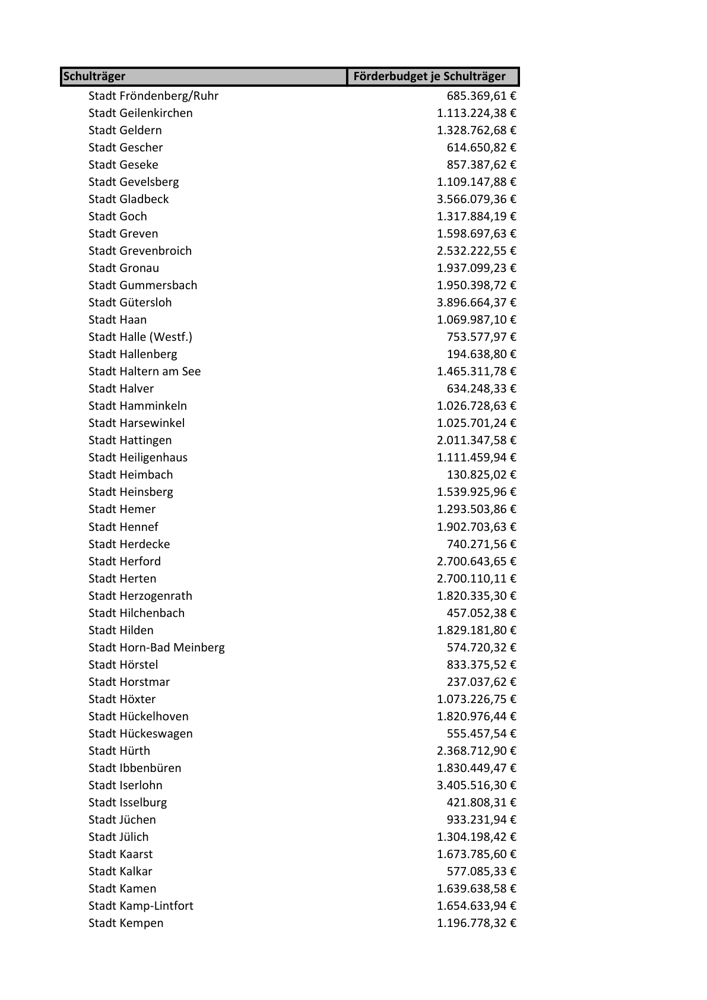 Schulträger Förderbudget je Schulträger
Stadt Fröndenberg/Ruhr 685.369,61 €
Stadt Geilenkirchen 1.113.224,38 €
Stadt Geldern 1.328.762,68 €
Stadt Gescher 614.650,82 €
Stadt Geseke 857.387,62 €
Stadt Gevelsberg 1.109.147,88 €
Stadt Gladbeck 3.566.079,36 €
Stadt Goch 1.317.884,19 €
Stadt Greven 1.598.697,63 €
Stadt Grevenbroich 2.532.222,55 €
Stadt Gronau 1.937.099,23 €
Stadt Gummersbach 1.950.398,72 €
Stadt Gütersloh 3.896.664,37 €
Stadt Haan 1.069.987,10 €
Stadt Halle (Westf.) 753.577,97 €
Stadt Hallenberg 194.638,80 €
Stadt Haltern am See 1.465.311,78 €
Stadt Halver 634.248,33 €
Stadt Hamminkeln 1.026.728,63 €
Stadt Harsewinkel 1.025.701,24 €
Stadt Hattingen 2.011.347,58 €
Stadt Heiligenhaus 1.111.459,94 €
Stadt Heimbach 130.825,02 €
Stadt Heinsberg 1.539.925,96 €
Stadt Hemer 1.293.503,86 €
Stadt Hennef 1.902.703,63 €
Stadt Herdecke 740.271,56 €
Stadt Herford 2.700.643,65 €
Stadt Herten 2.700.110,11 €
Stadt Herzogenrath 1.820.335,30 €
Stadt Hilchenbach 457.052,38 €
Stadt Hilden 1.829.181,80 €
Stadt Horn-Bad Meinberg 574.720,32 €
Stadt Hörstel 833.375,52 €
Stadt Horstmar 237.037,62 €
Stadt Höxter 1.073.226,75 €
Stadt Hückelhoven 1.820.976,44 €
Stadt Hückeswagen 555.457,54 €
Stadt Hürth 2.368.712,90 €
Stadt Ibbenbüren 1.830.449,47 €
Stadt Iserlohn 3.405.516,30 €
Stadt Isselburg 421.808,31 €
Stadt Jüchen 933.231,94 €
Stadt Jülich 1.304.198,42 €
Stadt Kaarst 1.673.785,60 €
Stadt Kalkar 577.085,33 €
Stadt Kamen 1.639.638,58 €
Stadt Kamp-Lintfort 1.654.633,94 €
Stadt Kempen 1.196.778,32 €